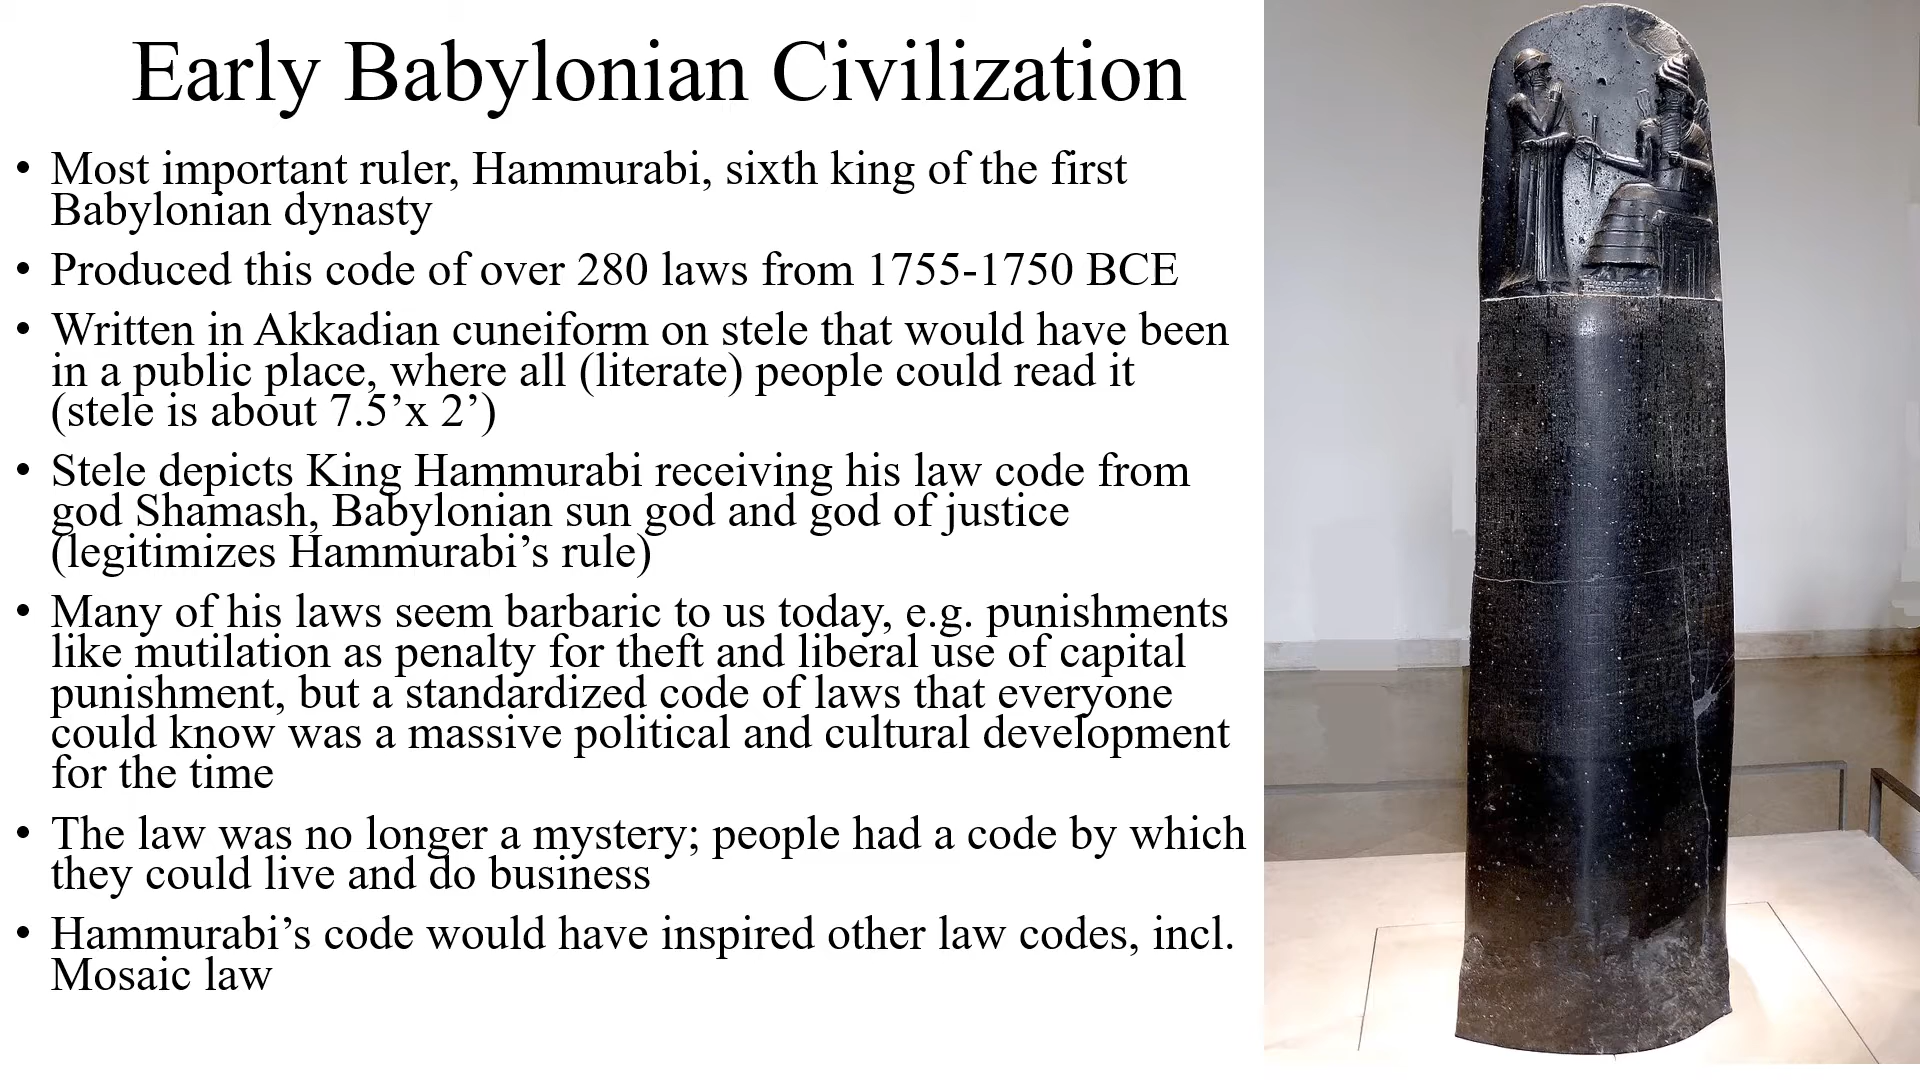 Early Babylonian Civilization
• Most important ruler, Hammurabi, sixth king of the first
Babylonian dynasty
• Produced this code of over 280 laws from 1755-1750 BCE
• Written in Akkadian cuneiform on stele that would have been
in a public place, where all (literate) people could read it
(stele is about 7.5’x 2’)
• Stele depicts King Hammurabi receiving his law code from
god Shamash, Babylonian sun god and god of justice
(legitimizes Hammurabi’s rule)
• Many of his laws seem barbaric to us today, e.g. punishments
like mutilation as penalty for theft and liberal use of capital
punishment, but a standardized code of laws that everyone
could know was a massive political and cultural development
for the time
• The law was no longer a mystery; people had a code by which
they could live and do business
• Hammurabi’s code would have inspired other law codes, incl.
Mosaic law